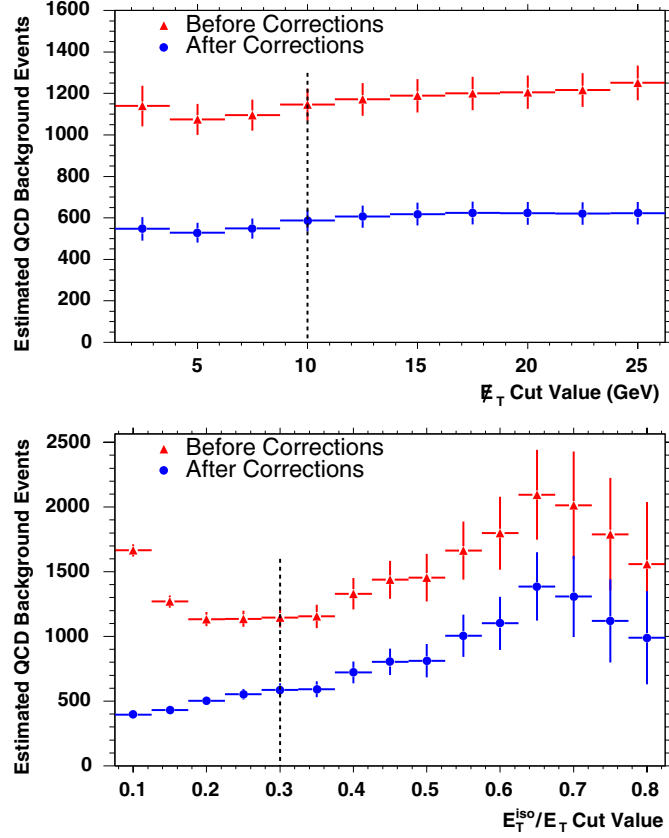 Before Corrections
After Corrections
Estimated QCD Background Events
1600
1400
1200
1000
800
600
400
200
0
5 10 15 20 25
E̸_T Cut Value (GeV)
Before Corrections
After Corrections
Estimated QCD Background Events
2500
2000
1500
1000
500
0
0.1 0.2 0.3 0.4 0.5 0.6 0.7 0.8
E_T^iso/E_T Cut Value